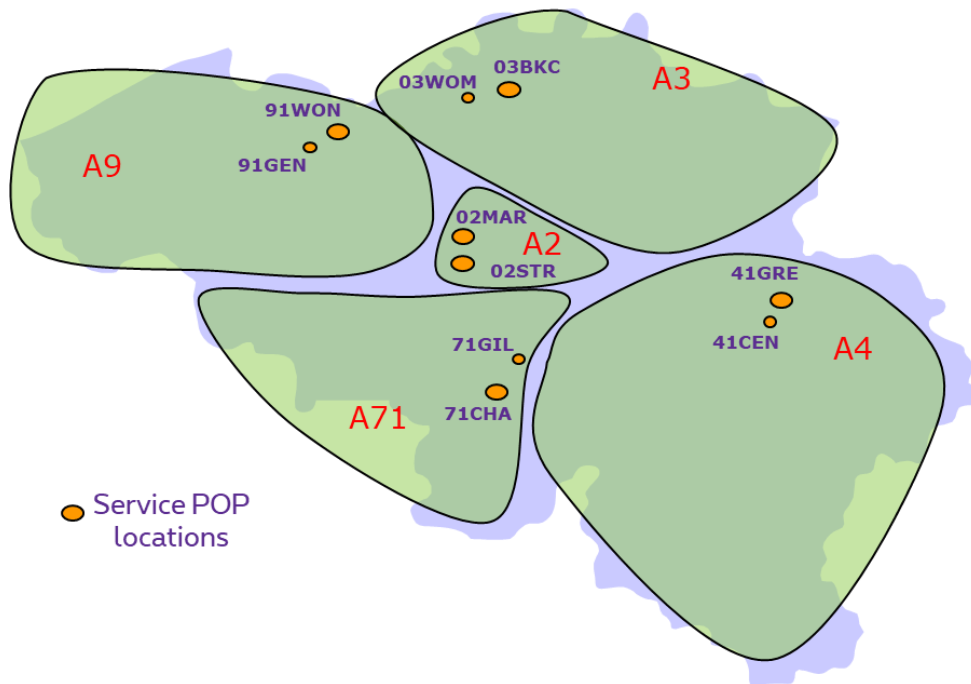 03BKC
A3
03WOM
91WON
91GEN
A9
02MAR
A2
02STR
41GRE
41CEN
A4
71GIL
71CHA
A71
Service POP
locations